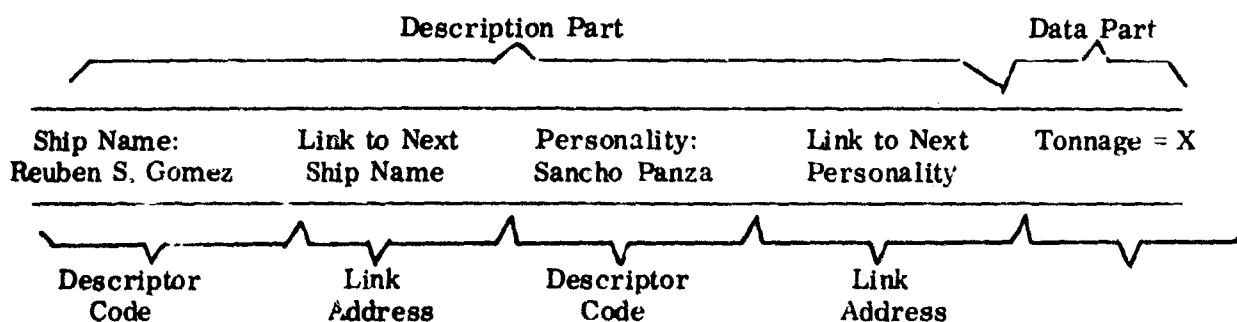 Description Part Data Part
Ship Name: Link to Next Personality: Link to Next Tonnage = X
Reuben S. Gomez Ship Name Sancho Panza Personality
Descriptor Link Descriptor Link
Code Address Code Address